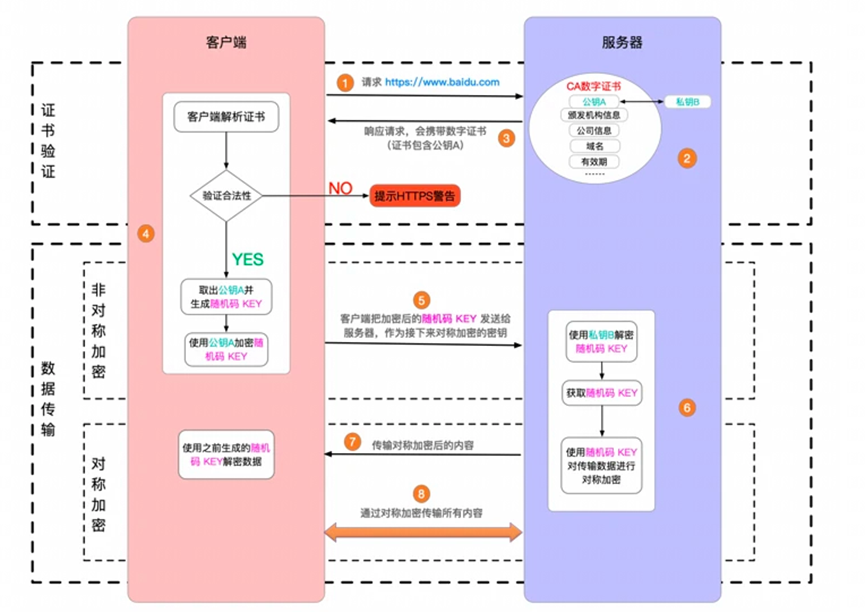 客户端
服务器
证
书
验
证
1 请求 https://www.baidu.com
CA数字证书
公钥A
私钥B
颁发机构信息
公司信息
域名
有效期
······
2
响应请求，会携带数字证书
（证书包含公钥A）
3
客户端解析证书
验证合法性
NO
提示HTTPS警告
4
YES
数
据
传
输
非
对
称
加
密
取出公钥A并
生成随机码 KEY
使用公钥A加密随
机码 KEY
5
客户端把加密后的随机码 KEY 发送给
服务器，作为接下来对称加密的密钥
使用私钥B解密
随机码 KEY
获取随机码 KEY
使用随机码 KEY
对传输数据进行
对称加密
6
对
称
加
密
使用之前生成的随机
码 KEY解密数据
7 传输对称加密后的内容
8
通过对称加密传输所有内容